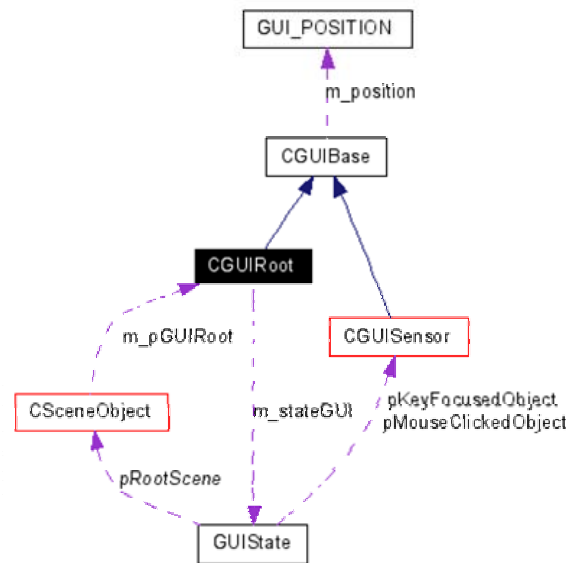 GUI_POSITION
m_position
CGUIBase
CGUIRoot
m_pGUIRoot
CGUISensor
CSceneObject
m_stateGUI
pKeyFocusedObject
pMouseClickedObject
pRootScene
GUIState